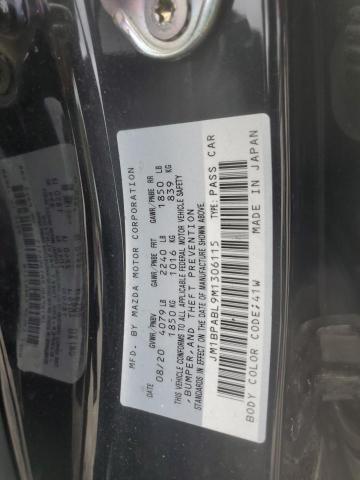 MFD. BY MAZDA MOTOR CORPORATION
DATE GVWR/PNBV GAWR/PNBE FRT GAWR/PNBE RR
08/20 4079 LB 2240 LB 1850 LB
1850 KG 1016 KG 839 KG
THIS VEHICLE CONFORMS TO ALL APPLICABLE FEDERAL MOTOR VEHICLE SAFETY
, BUMPER, AND THEFT PREVENTION
STANDARDS IN EFFECT ON THE DATE OF MANUFACTURE SHOWN ABOVE.
JM1BPABL9M1306115 TYPE:PASS CAR
BODY COLOR CODE:41W MADE IN JAPAN